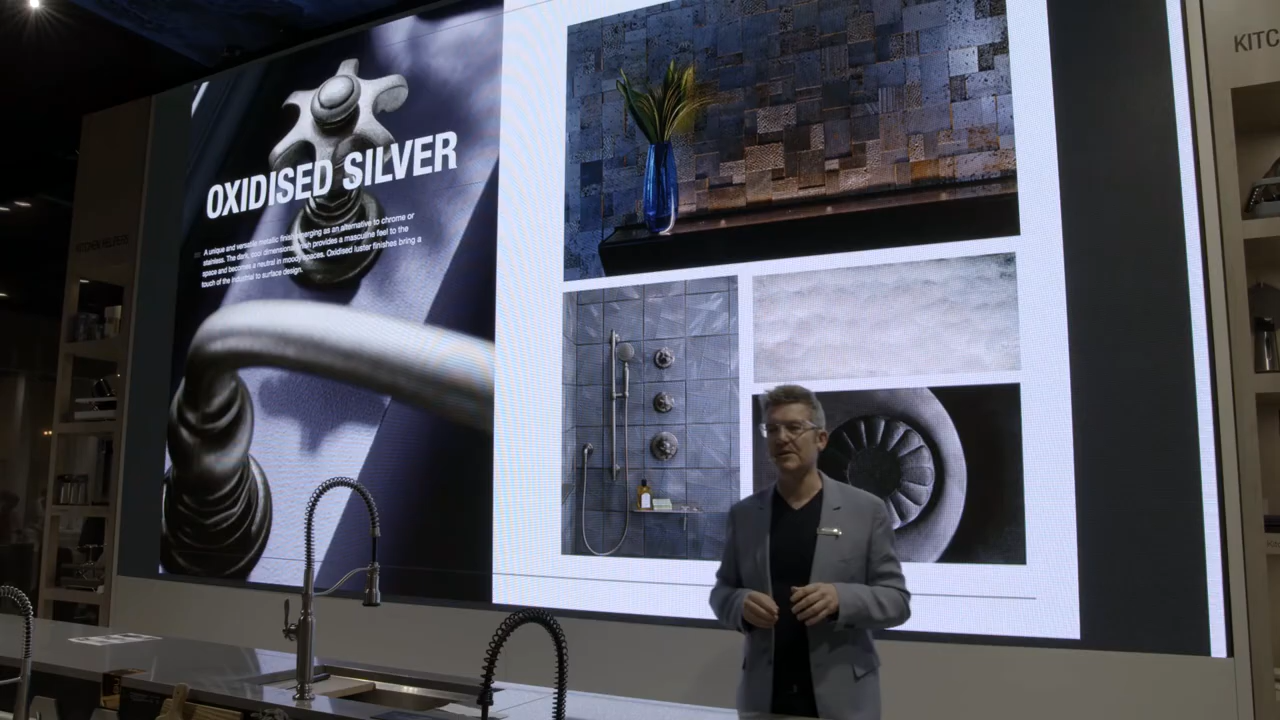 KITC
KITCHEN HELPERS
OXIDISED SILVER
A unique and versatile metallic finish emerging as an alternative to chrome or
stainless. The dark, cool dimensional finish provides a masculine feel to the
space and becomes a neutral in moody spaces. Oxidised luster finishes bring a
touch of the industrial to surface design.